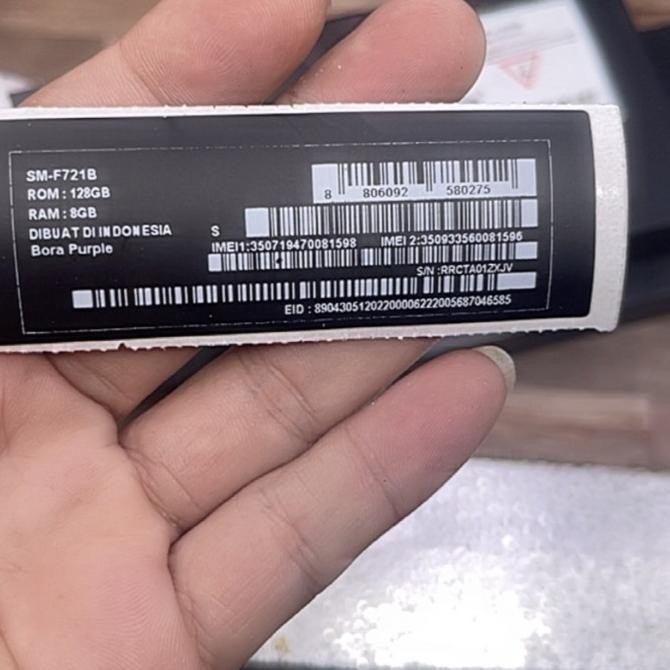 SM-F721B
ROM : 128GB
RAM : 8GB
DIBUAT DI INDONESIA
Bora Purple
8 806092 580275
S
IMEI1:350719470081598 IMEI 2:350933560081596
S/N :RRCTA01ZXJV
EID : 89043051202200006222005687046585